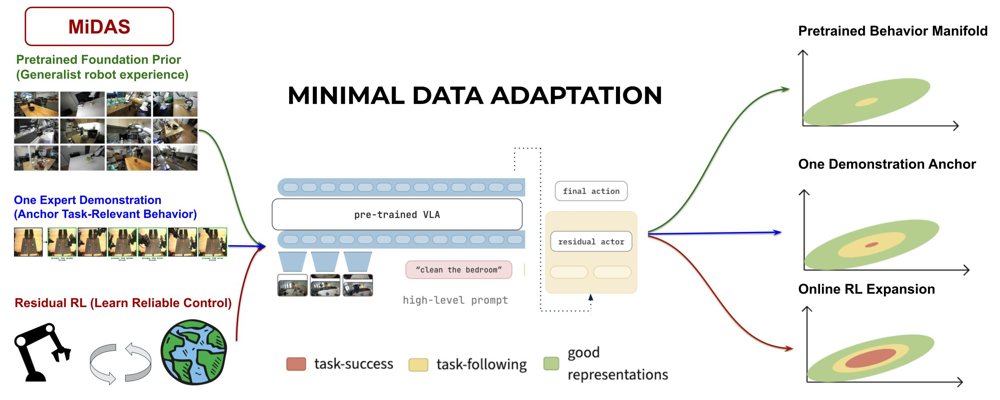 MiDAS
Pretrained Foundation Prior
(Generalist robot experience)
One Expert Demonstration
(Anchor Task-Relevant Behavior)
Residual RL (Learn Reliable Control)
MINIMAL DATA ADAPTATION
pre-trained VLA
"clean the bedroom"
high-level prompt
final action
residual actor
task-success
task-following
good
representations
Pretrained Behavior Manifold
One Demonstration Anchor
Online RL Expansion